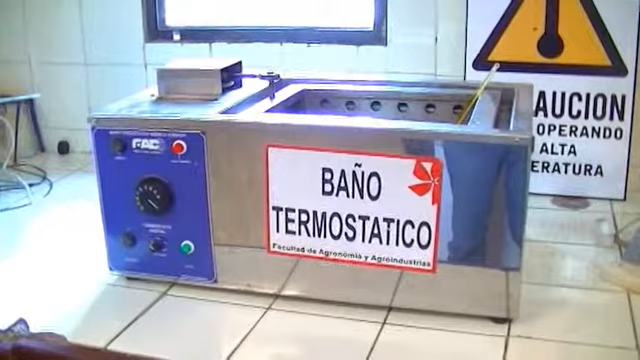 AUCION
OPERANDO
ALTA
ERATURA
FAC
BAÑO
TERMOSTATICO
Facultad de Agronomía y Agroindustrias